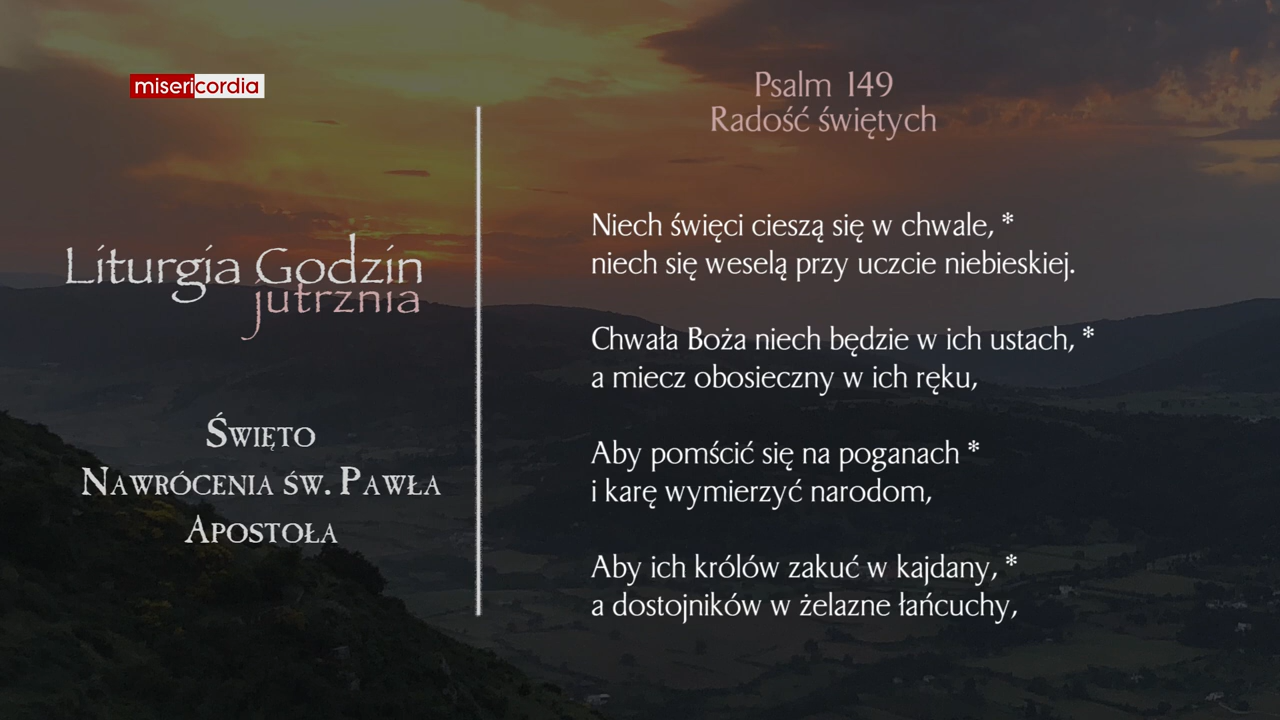 misericordia
Liturgia Godzin
jutrznia
Święto
Nawrócenia św. Pawła
Apostoła
Psalm 149
Radość świętych
Niech święci cieszą się w chwale, *
niech się weselą przy uczcie niebieskiej.
Chwała Boża niech będzie w ich ustach, *
a miecz obosieczny w ich ręku,
Aby pomścić się na poganach *
i karę wymierzyć narodom,
Aby ich królów zakuć w kajdany, *
a dostojników w żelazne łańcuchy,